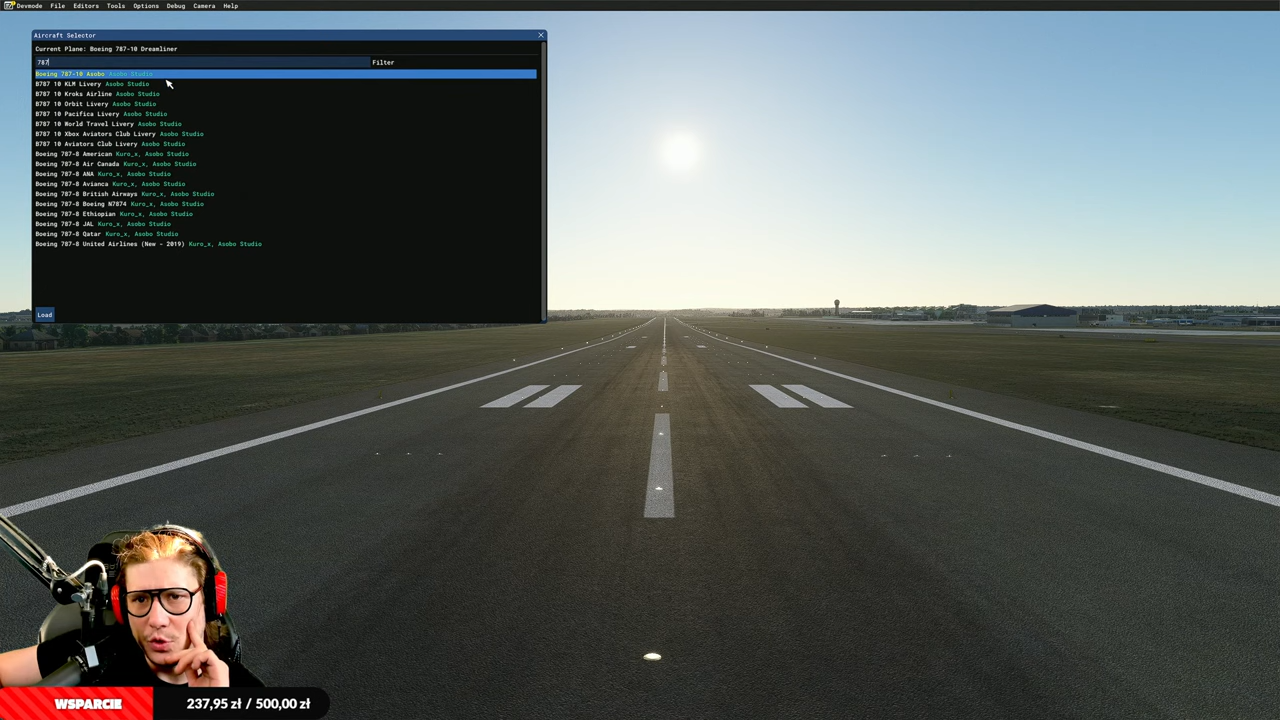 Devmode File Editors Tools Options Debug Camera Help
Aircraft Selector
Current Plane: Boeing 787-10 Dreamliner
787 Filter
Boeing 787-10 Asobo Asobo Studio
B787 10 KLM Livery Asobo Studio
B787 10 Kroks Airline Asobo Studio
B787 10 Orbit Livery Asobo Studio
B787 10 Pacifica Livery Asobo Studio
B787 10 World Travel Livery Asobo Studio
B787 10 Xbox Aviators Club Livery Asobo Studio
B787 10 Aviators Club Livery Asobo Studio
Boeing 787-8 American Kuro_x, Asobo Studio
Boeing 787-8 Air Canada Kuro_x, Asobo Studio
Boeing 787-8 ANA Kuro_x, Asobo Studio
Boeing 787-8 Avianca Kuro_x, Asobo Studio
Boeing 787-8 British Airways Kuro_x, Asobo Studio
Boeing 787-8 Boeing N7874 Kuro_x, Asobo Studio
Boeing 787-8 Ethiopian Kuro_x, Asobo Studio
Boeing 787-8 JAL Kuro_x, Asobo Studio
Boeing 787-8 Qatar Kuro_x, Asobo Studio
Boeing 787-8 United Airlines (New - 2019) Kuro_x, Asobo Studio
Load
WSPARCIE 237,95 zł / 500,00 zł